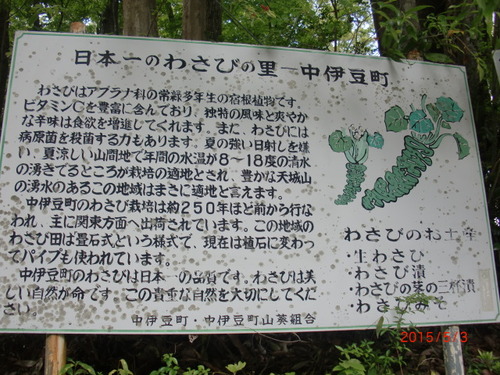 日本一のわさびの里ー中伊豆町
わさびはアブラナ科の常緑多年生の宿根植物です。
ビタミンCを豊富に含んでおり、独特の風味と爽やか
な辛味は食欲を増進してくれます。また、わさびには
病原菌を殺菌する力もあります。夏の強い日射しを嫌
い、夏涼しい山間地で年間の水温が8～18度の清水
の湧きでるところが栽培の適地とされ、豊かな天城山
の湧水のあるこの地域はまさに適地と言えます。
中伊豆町のわさび栽培は約250年ほど前から行な
われ、主に関東方面へ出荷されています。この地域の
わさび田は畳石式という様式で、現在は植石に変わっ
てパイプも使われています。
中伊豆町のわさびは日本一の品質です。わさびは美
しい自然が命です。この貴重な自然を大切にしてくだ
さい。
中伊豆町・中伊豆町山葵組合
わさびのお土産
・生わさび
・わさび漬
・わさびの茎の三杯漬
・わさびみそ
2015/5/3